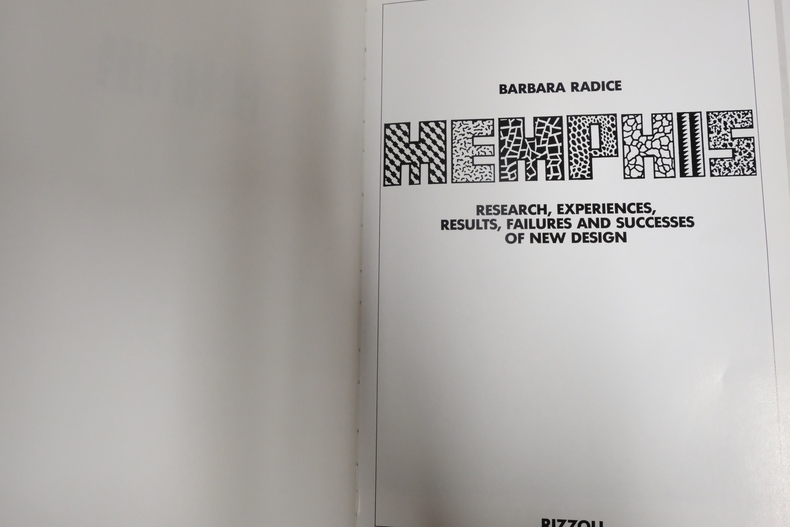 BARBARA RADICE
MEMPHIS
RESEARCH, EXPERIENCES,
RESULTS, FAILURES AND SUCCESSES
OF NEW DESIGN
RIZZOLI